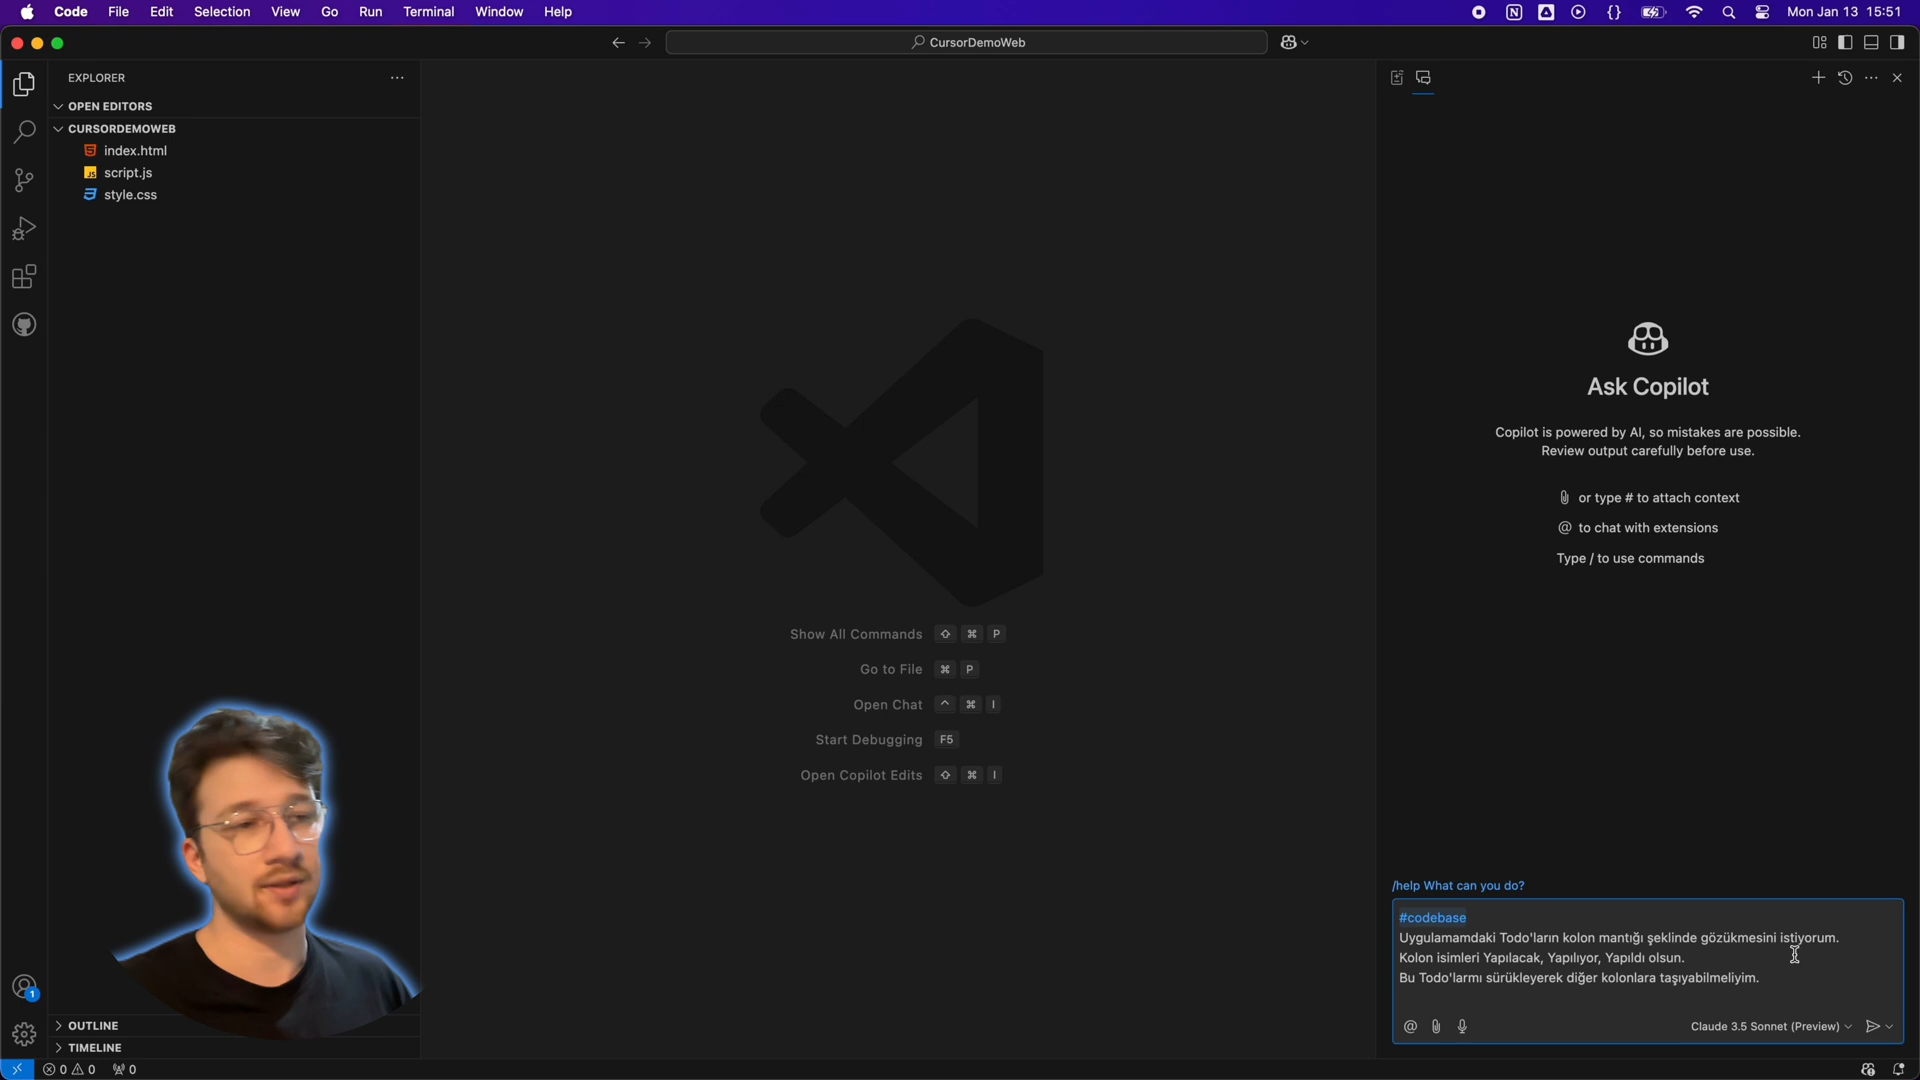 Code File Edit Selection View Go Run Terminal Window Help
Mon Jan 13 15:51
CursorDemoWeb
EXPLORER
OPEN EDITORS
CURSORDEMOWEB
index.html
JS script.js
style.css
Show All Commands ⇧ ⌘ P
Go to File ⌘ P
Open Chat ^ ⌘ I
Start Debugging F5
Open Copilot Edits ⇧ ⌘ I
Ask Copilot
Copilot is powered by AI, so mistakes are possible.
Review output carefully before use.
or type # to attach context
@ to chat with extensions
Type / to use commands
/help What can you do?
#codebase
Uygulamamdaki Todo'ların kolon mantığı şeklinde gözükmesini istiyorum.
Kolon isimleri Yapılacak, Yapılıyor, Yapıldı olsun.
Bu Todo'larmı sürükleyerek diğer kolonlara taşıyabilmeliyim.
@ Claude 3.5 Sonnet (Preview)
1
OUTLINE
TIMELINE
0 0 0